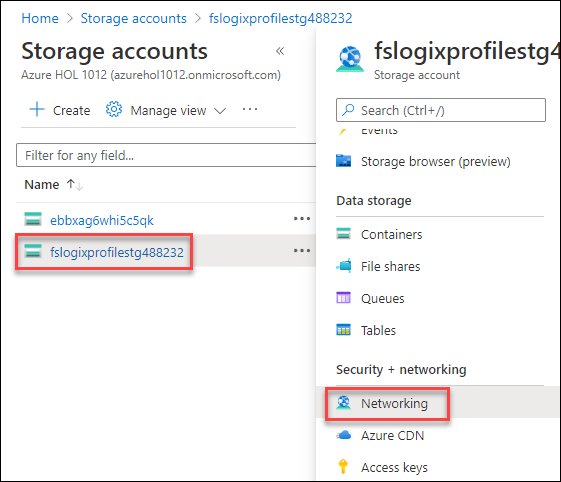 Home > Storage accounts > fslogixprofilestg488232
Storage accounts «
Azure HOL 1012 (azurehol1012.onmicrosoft.com)
+ Create Manage view ∨ ···
Filter for any field...
Name ↑↓
ebbxag6whi5c5qk ···
fslogixprofilestg488232 ···
fslogixprofilestg4
Storage account
Search (Ctrl+/)
Events
Storage browser (preview)
Data storage
Containers
File shares
Queues
Tables
Security + networking
Networking
Azure CDN
Access keys